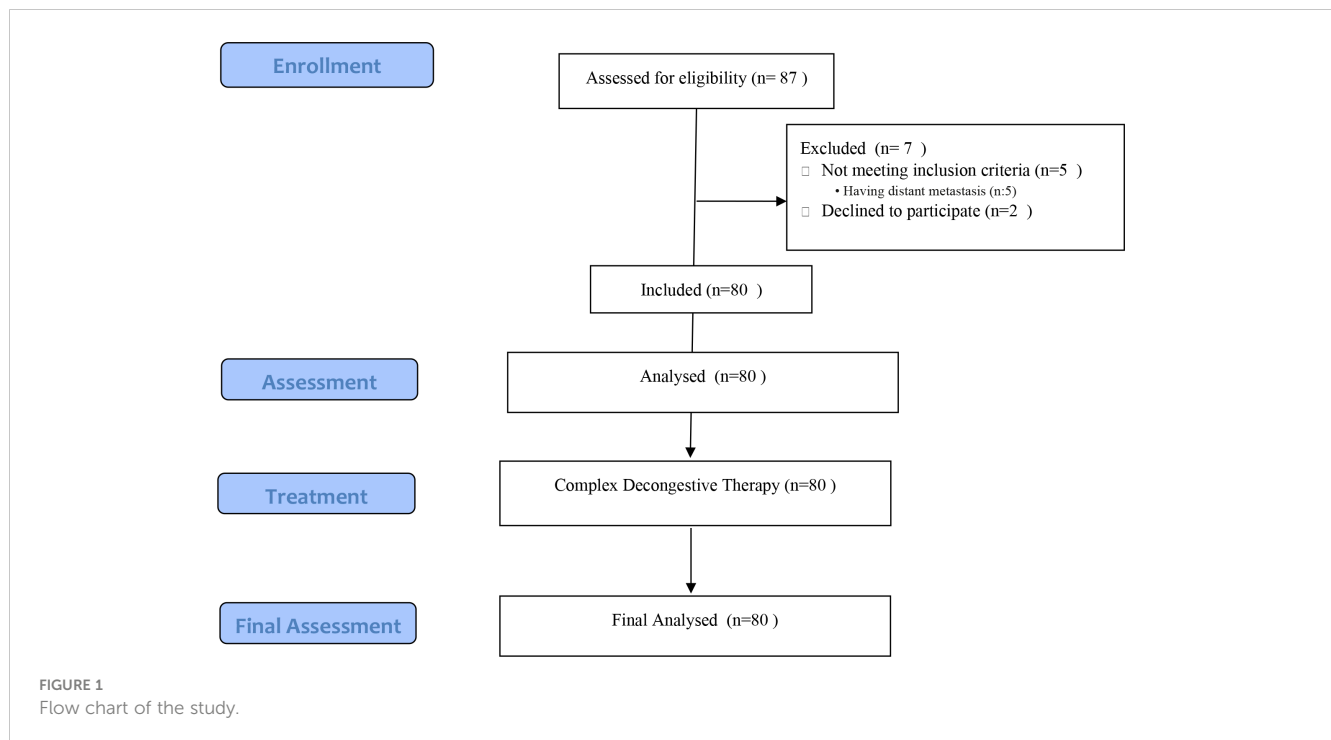 Enrollment
Assessed for eligibility (n= 87 )
Excluded (n= 7 )
□ Not meeting inclusion criteria (n=5 )
• Having distant metastasis (n:5)
□ Declined to participate (n=2 )
Included (n=80 )
Assessment
Analysed (n=80 )
Treatment
Complex Decongestive Therapy (n=80 )
Final Assessment
Final Analysed (n=80 )
FIGURE 1
Flow chart of the study.